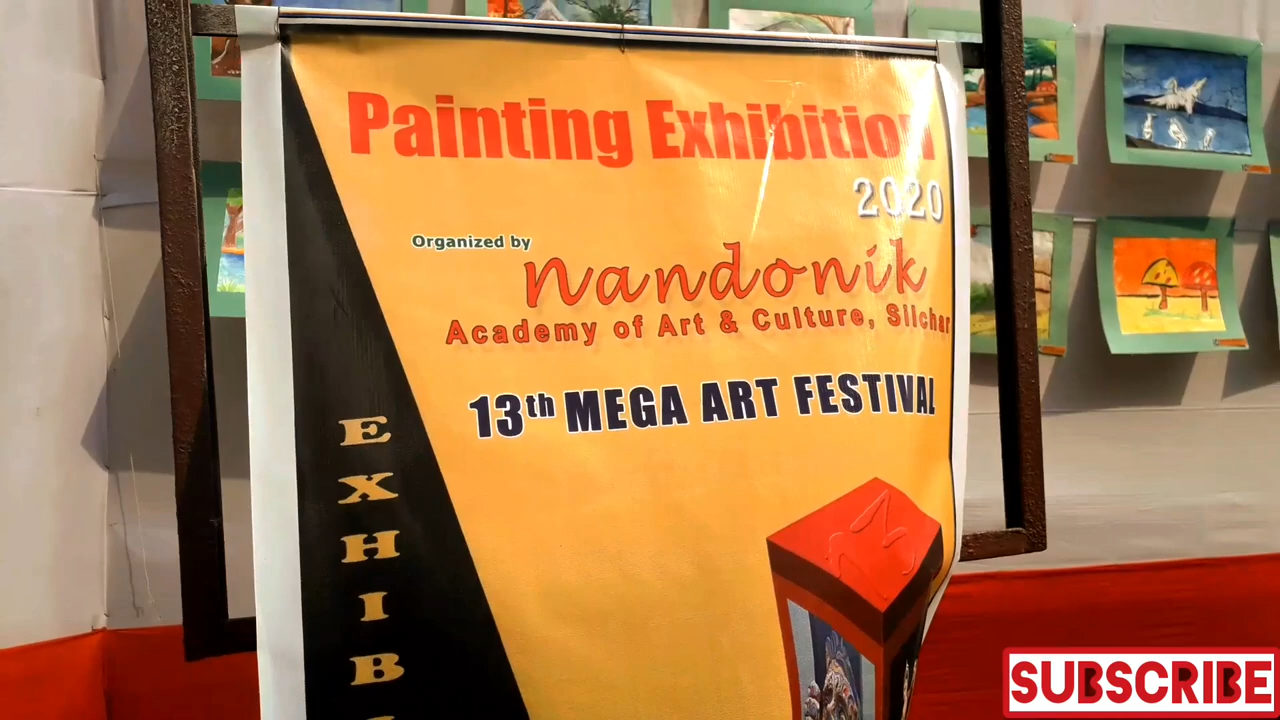 Painting Exhibition
2020
Organized by
nandonik
Academy of Art & Culture, Silchar
13th MEGA ART FESTIVAL
E
X
H
I
B
SUBSCRIBE